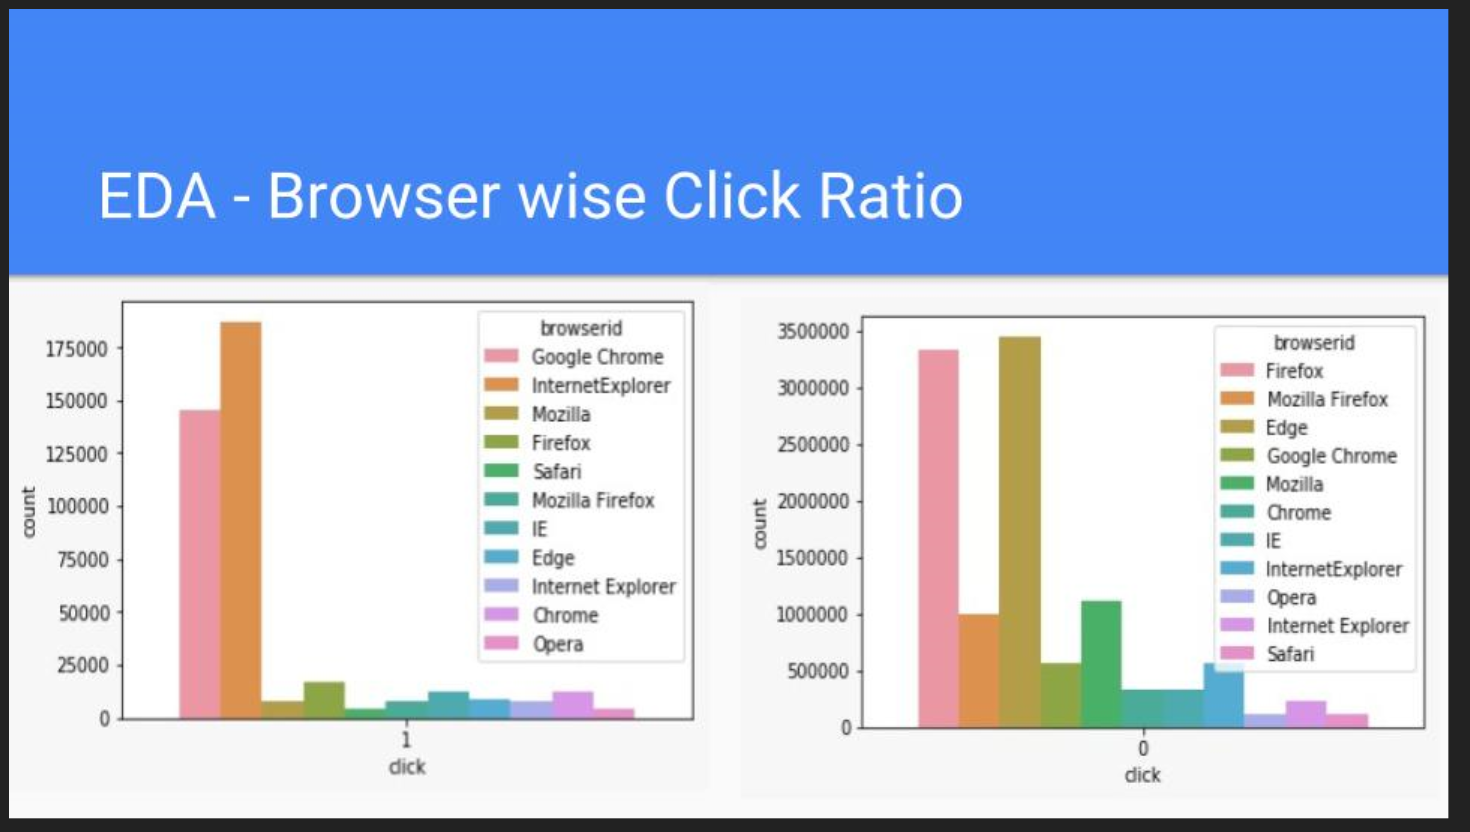 EDA - Browser wise Click Ratio
browserid
Google Chrome
InternetExplorer
Mozilla
Firefox
Safari
Mozilla Firefox
IE
Edge
Internet Explorer
Chrome
Opera
175000
150000
125000
100000
75000
50000
25000
0
count
1
click
browserid
Firefox
Mozilla Firefox
Edge
Google Chrome
Mozilla
Chrome
IE
InternetExplorer
Opera
Internet Explorer
Safari
3500000
3000000
2500000
2000000
1500000
1000000
500000
0
count
0
click